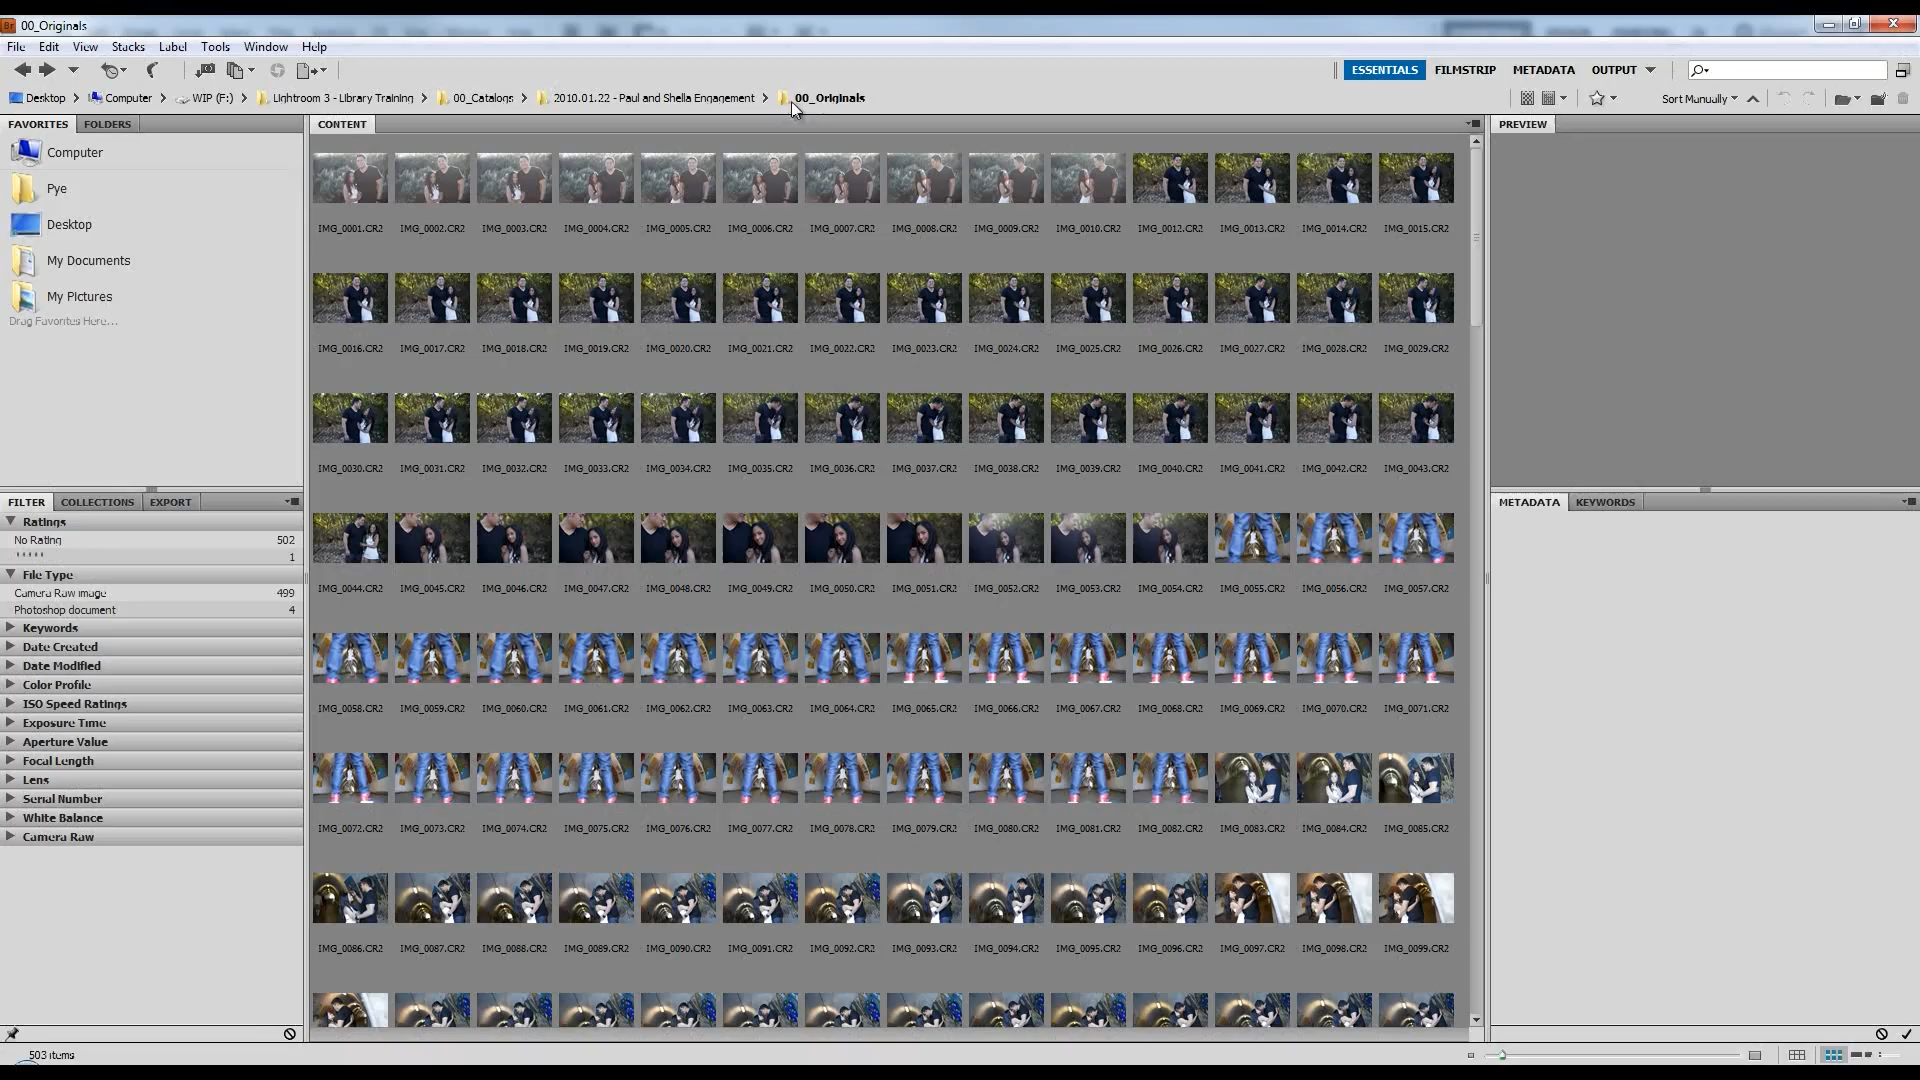 Br 00_Originals
File Edit View Stacks Label Tools Window Help
ESSENTIALS FILMSTRIP METADATA OUTPUT
Desktop Computer WIP (F:) Lightroom 3 - Library Training 00_Catalogs 2010.01.22 - Paul and Shella Engagement 00_Originals Sort Manually
FAVORITES FOLDERS
Computer
Pye
Desktop
My Documents
My Pictures
Drag Favorites Here...
FILTER COLLECTIONS EXPORT
Ratings
No Rating 502
***** 1
File Type
Camera Raw image 499
Photoshop document 4
Keywords
Date Created
Date Modified
Color Profile
ISO Speed Ratings
Exposure Time
Aperture Value
Focal Length
Lens
Serial Number
White Balance
Camera Raw
503 items
CONTENT
IMG_0001.CR2 IMG_0002.CR2 IMG_0003.CR2 IMG_0004.CR2 IMG_0005.CR2 IMG_0006.CR2 IMG_0007.CR2 IMG_0008.CR2 IMG_0009.CR2 IMG_0010.CR2 IMG_0012.CR2 IMG_0013.CR2 IMG_0014.CR2 IMG_0015.CR2
IMG_0016.CR2 IMG_0017.CR2 IMG_0018.CR2 IMG_0019.CR2 IMG_0020.CR2 IMG_0021.CR2 IMG_0022.CR2 IMG_0023.CR2 IMG_0024.CR2 IMG_0025.CR2 IMG_0026.CR2 IMG_0027.CR2 IMG_0028.CR2 IMG_0029.CR2
IMG_0030.CR2 IMG_0031.CR2 IMG_0032.CR2 IMG_0033.CR2 IMG_0034.CR2 IMG_0035.CR2 IMG_0036.CR2 IMG_0037.CR2 IMG_0038.CR2 IMG_0039.CR2 IMG_0040.CR2 IMG_0041.CR2 IMG_0042.CR2 IMG_0043.CR2
IMG_0044.CR2 IMG_0045.CR2 IMG_0046.CR2 IMG_0047.CR2 IMG_0048.CR2 IMG_0049.CR2 IMG_0050.CR2 IMG_0051.CR2 IMG_0052.CR2 IMG_0053.CR2 IMG_0054.CR2 IMG_0055.CR2 IMG_0056.CR2 IMG_0057.CR2
IMG_0058.CR2 IMG_0059.CR2 IMG_0060.CR2 IMG_0061.CR2 IMG_0062.CR2 IMG_0063.CR2 IMG_0064.CR2 IMG_0065.CR2 IMG_0066.CR2 IMG_0067.CR2 IMG_0068.CR2 IMG_0069.CR2 IMG_0070.CR2 IMG_0071.CR2
IMG_0072.CR2 IMG_0073.CR2 IMG_0074.CR2 IMG_0075.CR2 IMG_0076.CR2 IMG_0077.CR2 IMG_0078.CR2 IMG_0079.CR2 IMG_0080.CR2 IMG_0081.CR2 IMG_0082.CR2 IMG_0083.CR2 IMG_0084.CR2 IMG_0085.CR2
IMG_0086.CR2 IMG_0087.CR2 IMG_0088.CR2 IMG_0089.CR2 IMG_0090.CR2 IMG_0091.CR2 IMG_0092.CR2 IMG_0093.CR2 IMG_0094.CR2 IMG_0095.CR2 IMG_0096.CR2 IMG_0097.CR2 IMG_0098.CR2 IMG_0099.CR2
PREVIEW
METADATA KEYWORDS